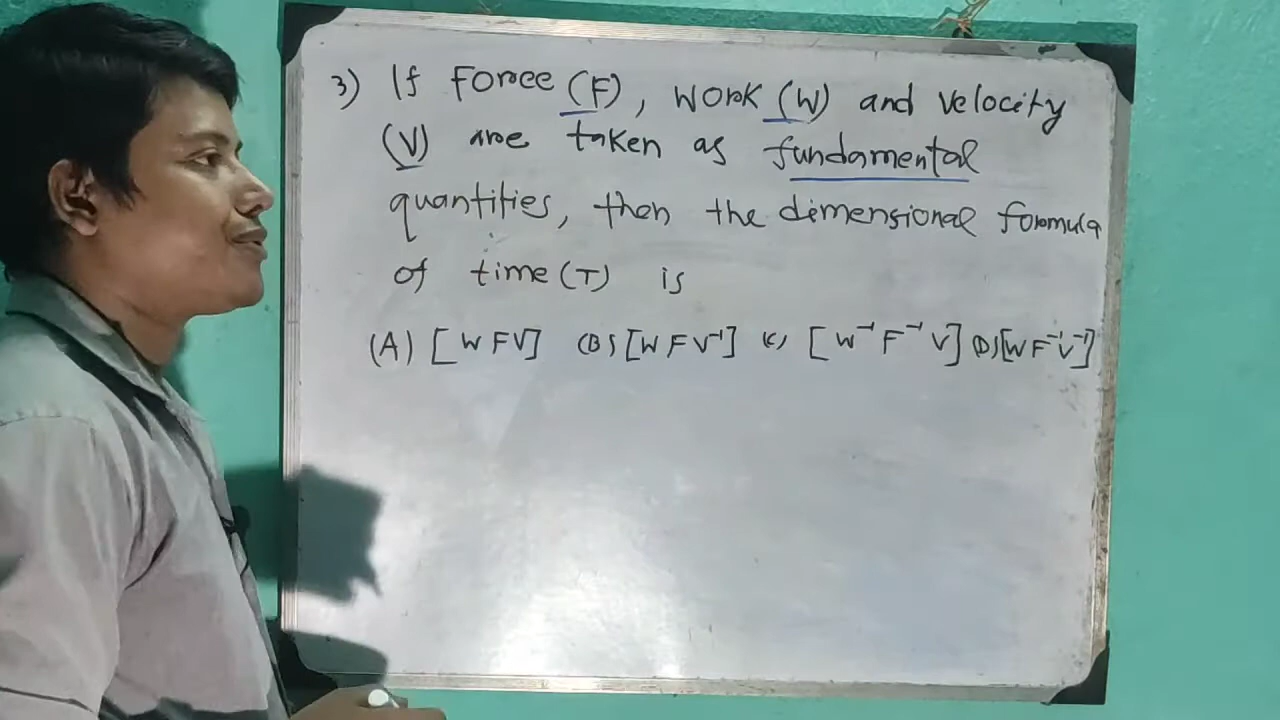 3) If Force (F), Work (W) and velocity
(V) are taken as fundamental
quantities, then the dimensional formula
of time (T) is
(A) [W F V] (B) [W F V⁻¹] (C) [W⁻¹ F⁻¹ V] (D) [W F⁻¹ V⁻¹]